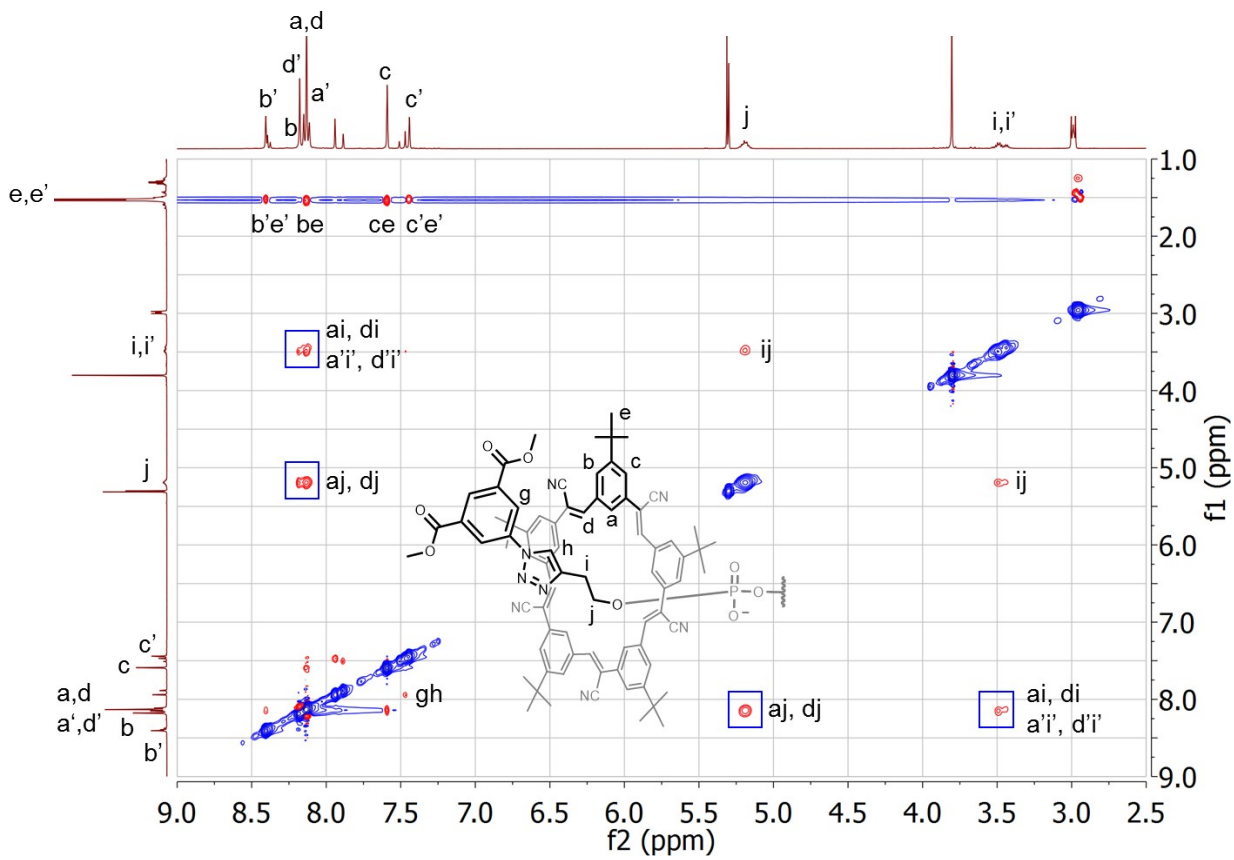 a,d
d'
a'
b'
b
c
c'
j
i,i'
e,e'
b'e'
be
ce
c'e'
1.0
2.0
3.0
4.0
5.0
6.0
7.0
8.0
9.0
f1 (ppm)
i,i'
ai, di
a'i', d'i'
ij
j
aj, dj
ij
e
b
c
O
O
O
O
g
NC
CN
d
a
h
i
N
N
N
j
O
O
P
O
O−
NC
CN
CN
NC
c'
c
a,d
a',d'
b
b'
gh
aj, dj
ai, di
a'i', d'i'
9.0 8.5 8.0 7.5 7.0 6.5 6.0 5.5 5.0 4.5 4.0 3.5 3.0 2.5
f2 (ppm)